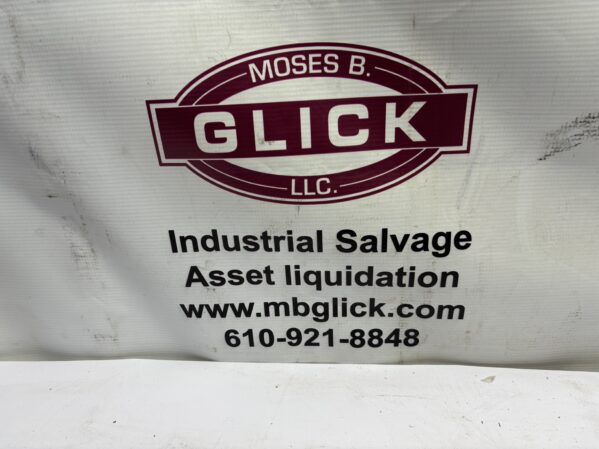 MOSES B.
GLICK
LLC.
Industrial Salvage
Asset liquidation
www.mbglick.com
610-921-8848